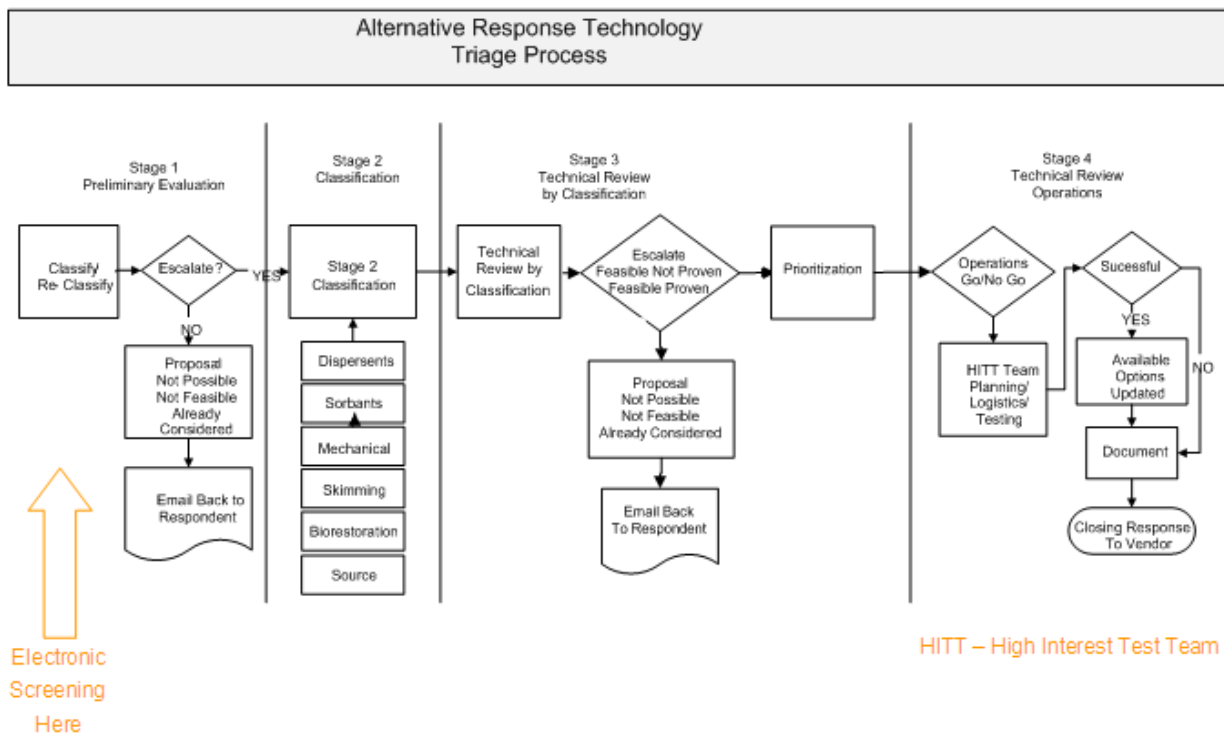 Alternative Response Technology
Triage Process
Stage 1
Preliminary Evaluation
Classify/
Re- Classify
Escalate?
YES
NO
Proposal
Not Possible
Not Feasible
Already
Considered
Email Back to
Respondent
Electronic
Screening
Here
Stage 2
Classification
Stage 2
Classification
Dispersents
Sorbants
Mechanical
Skimming
Biorestoration
Source
Stage 3
Technical Review
by Classification
Technical
Review by
Classification
Escalate
Feasible Not Proven
Feasible Proven
Proposal
Not Possible
Not Feasible
Already Considered
Email Back
To Respondent
Prioritization
Stage 4
Technical Review
Operations
Operations
Go/No Go
HITT Team
Planning/
Logistics/
Testing
Sucessful
YES
NO
Available
Options
Updated
Document
Closing Response
To Vendor
HITT – High Interest Test Team